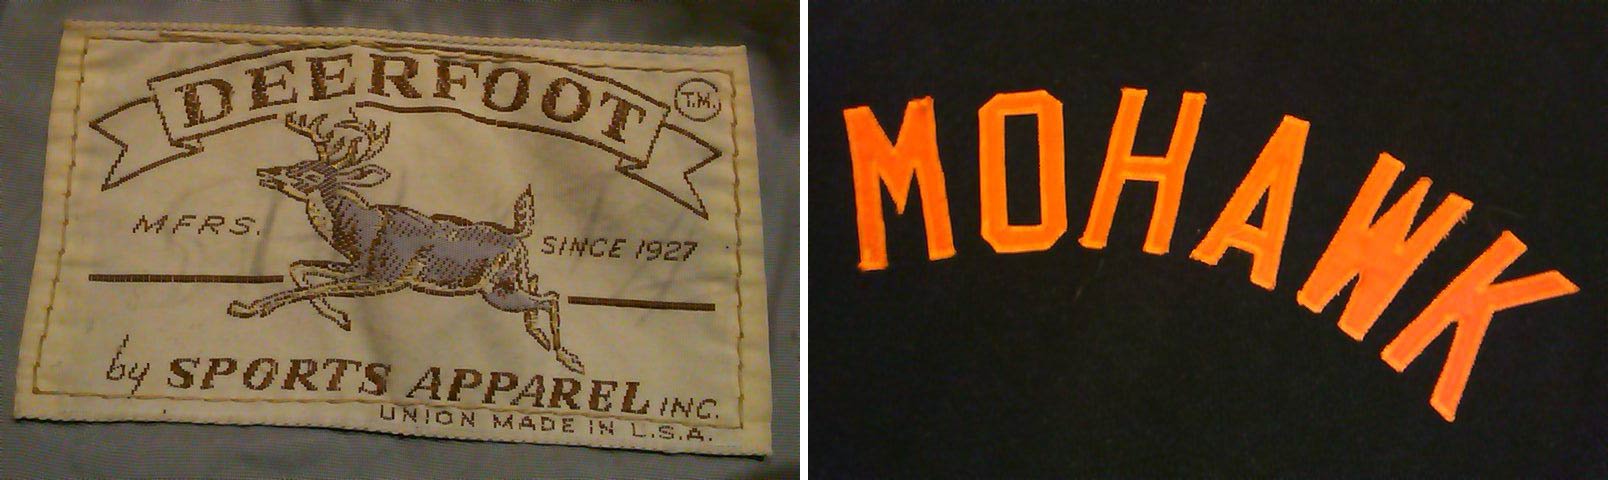 DEERFOOT
T.M.
MFRS.
SINCE 1927
by SPORTS APPAREL INC.
UNION MADE IN U.S.A.
MOHAWK